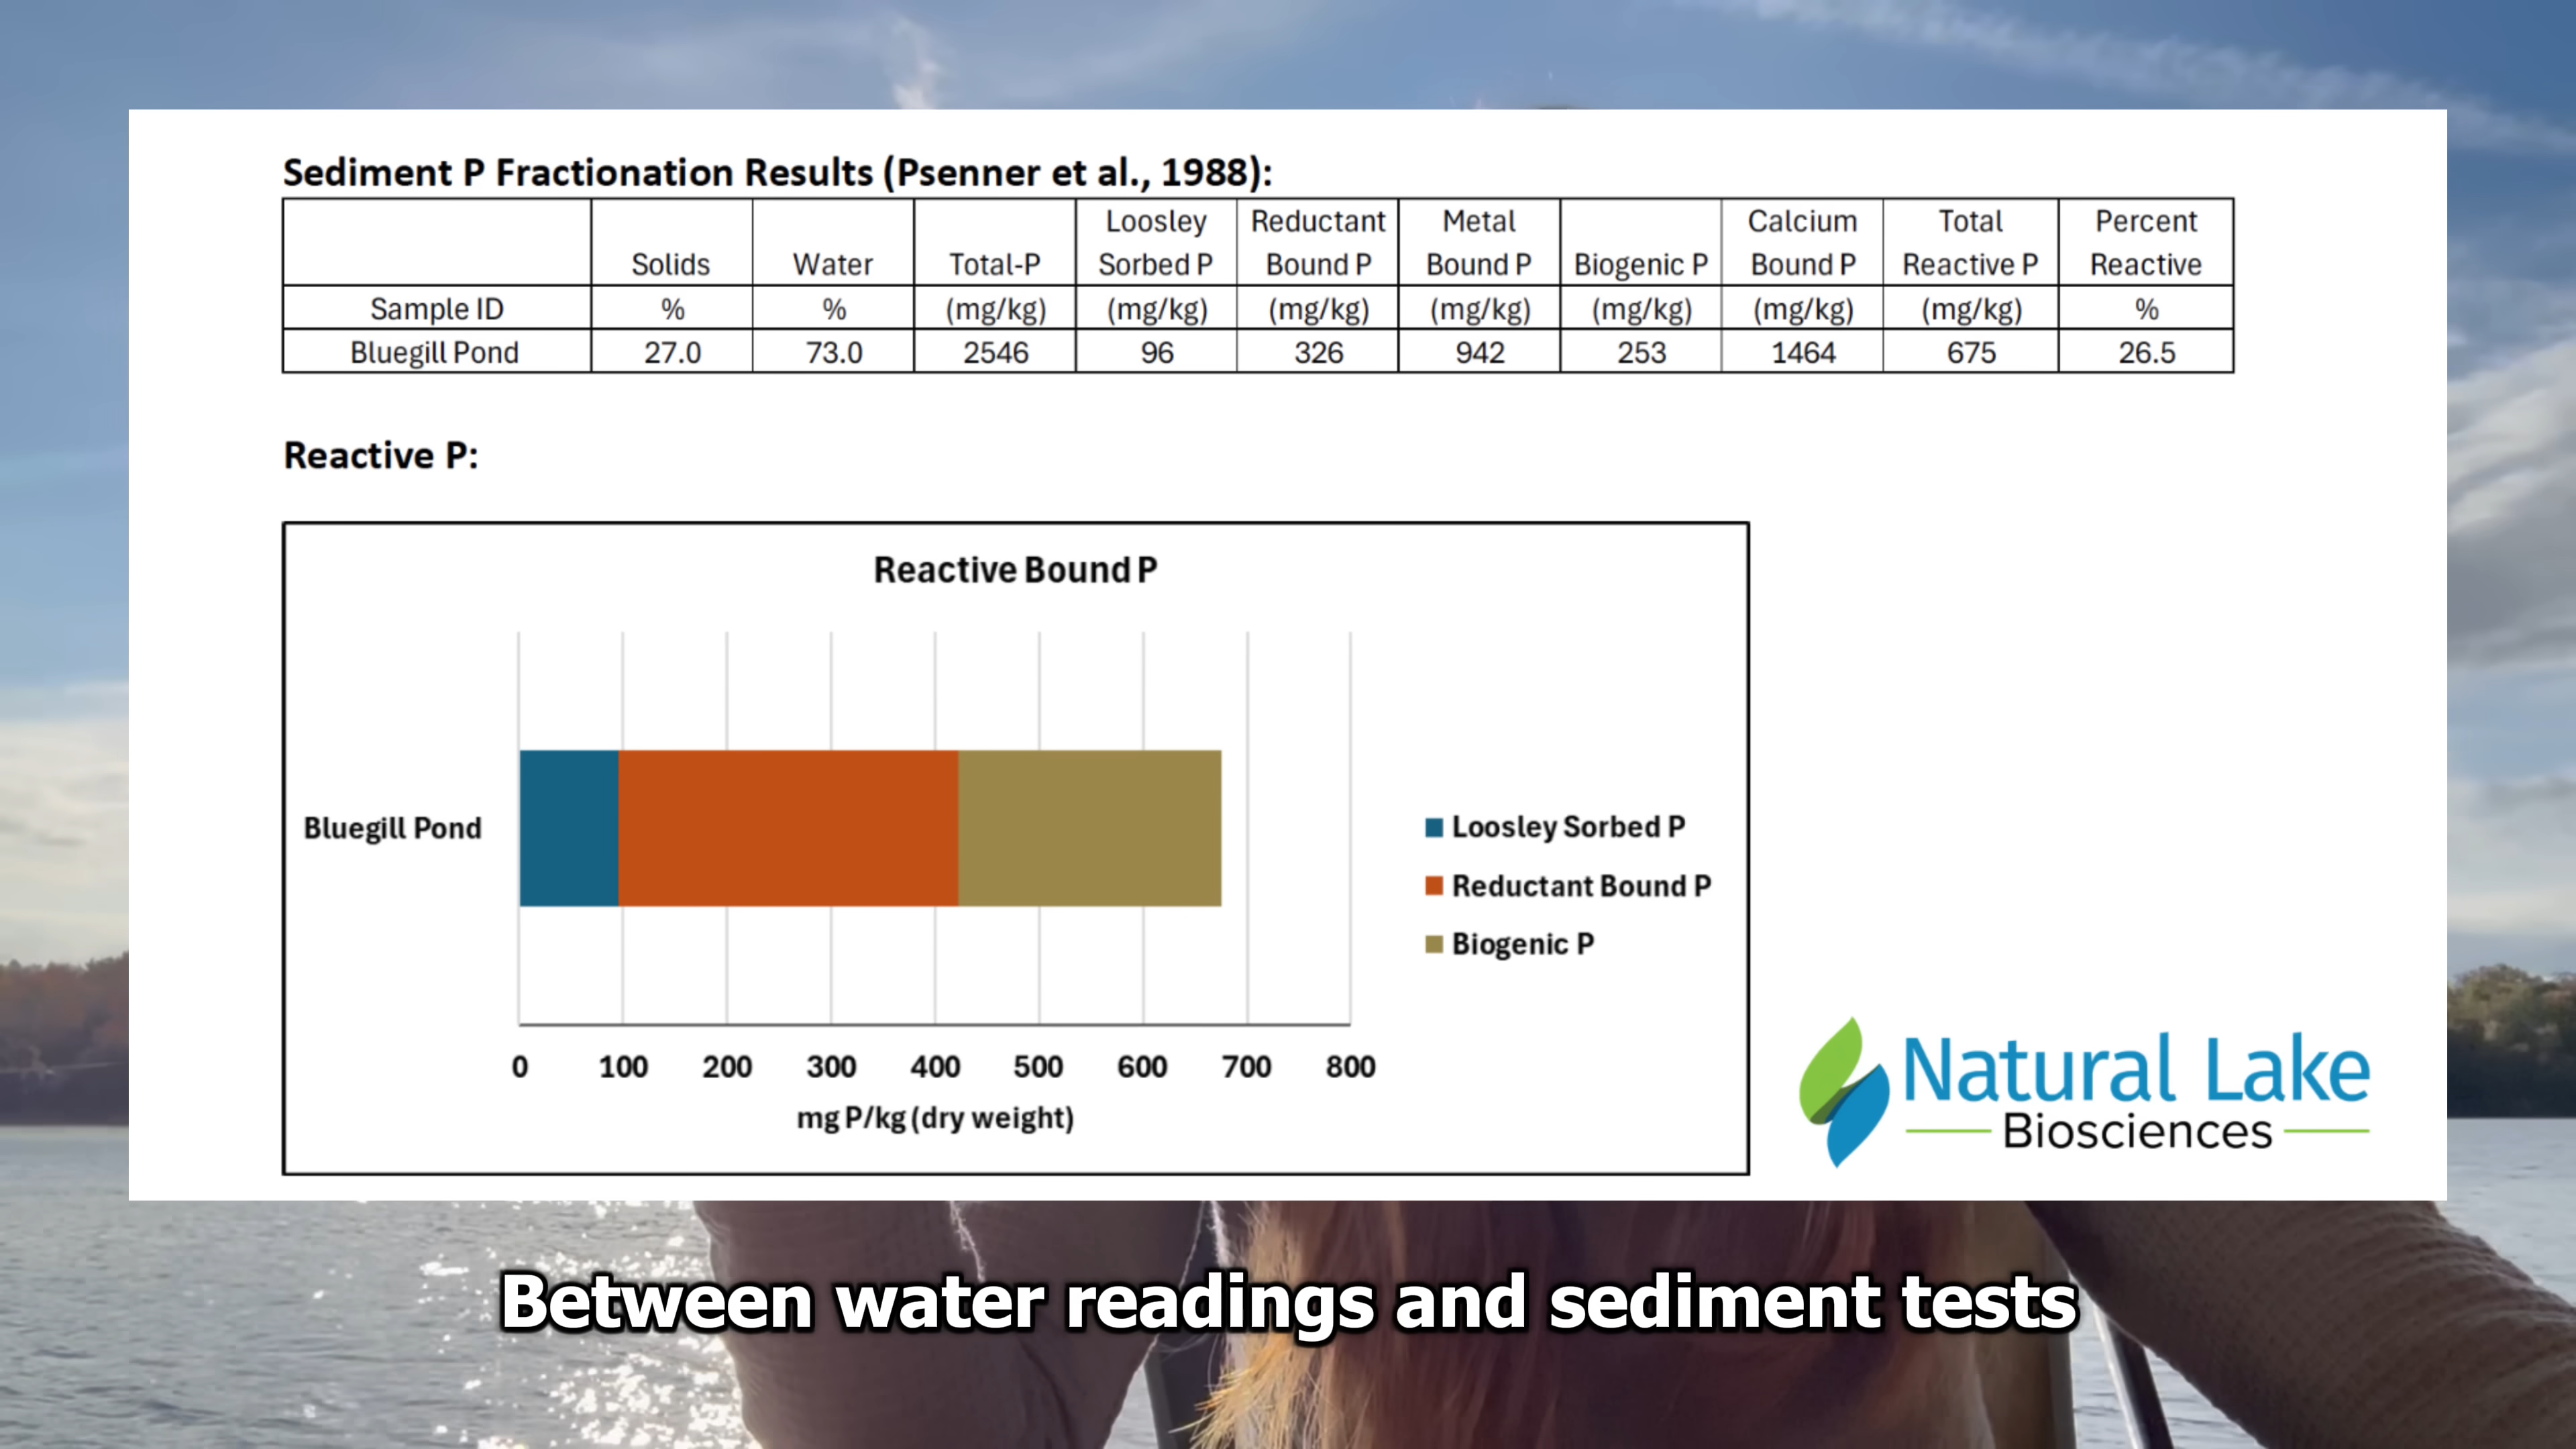 Sediment P Fractionation Results (Psenner et al., 1988):
Solids Water Total-P Loosley Sorbed P Reductant Bound P Metal Bound P Biogenic P Calcium Bound P Total Reactive P Percent Reactive
Sample ID % % (mg/kg) (mg/kg) (mg/kg) (mg/kg) (mg/kg) (mg/kg) (mg/kg) %
Bluegill Pond 27.0 73.0 2546 96 326 942 253 1464 675 26.5
Reactive P:
Reactive Bound P
Bluegill Pond
Loosley Sorbed P
Reductant Bound P
Biogenic P
0 100 200 300 400 500 600 700 800
mg P/kg (dry weight)
Natural Lake
Biosciences
Between water readings and sediment tests